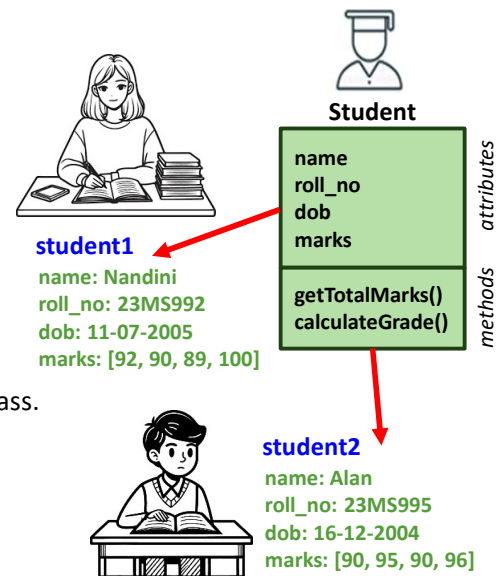 Student
name
roll_no
dob
marks
attributes
getTotalMarks()
calculateGrade()
methods
student1
name: Nandini
roll_no: 23MS992
dob: 11-07-2005
marks: [92, 90, 89, 100]
ass.
student2
name: Alan
roll_no: 23MS995
dob: 16-12-2004
marks: [90, 95, 90, 96]